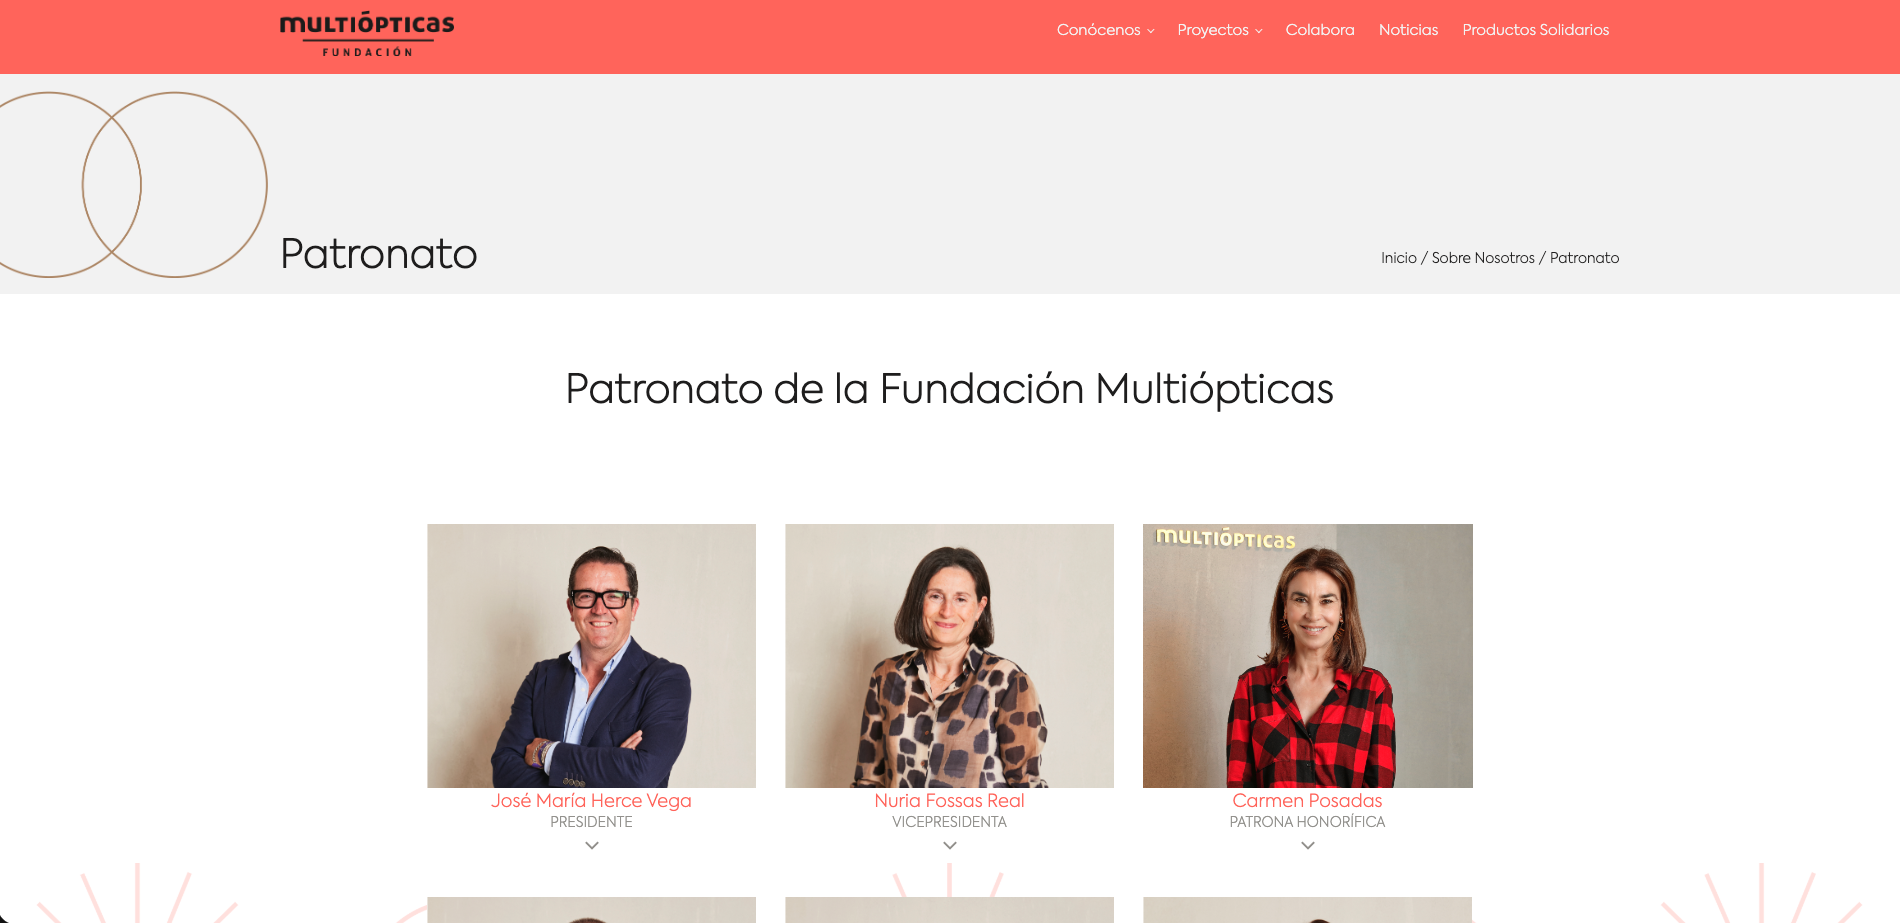 MULTIÓPTICAS
FUNDACIÓN
Conócenos
Proyectos
Colabora
Noticias
Productos Solidarios
Patronato
Inicio / Sobre Nosotros / Patronato
Patronato de la Fundación Multiópticas
MULTIÓPTICAS
José María Herce Vega
PRESIDENTE
Nuria Fossas Real
VICEPRESIDENTA
Carmen Posadas
PATRONA HONORÍFICA